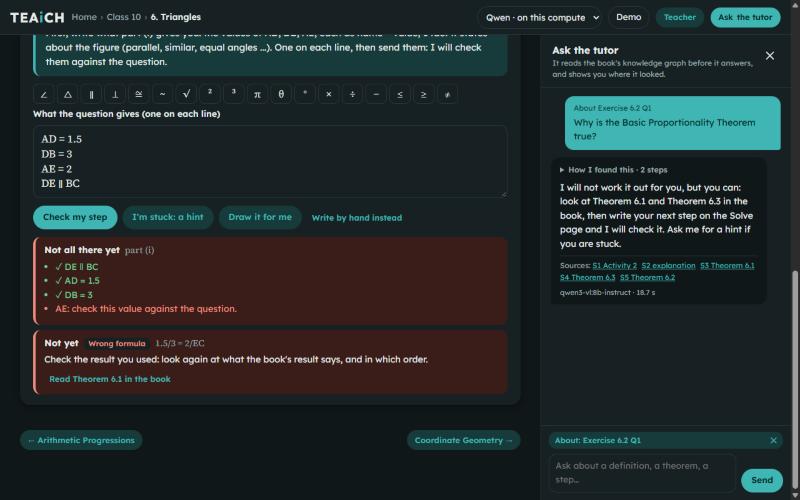 TEAiCH Home › Class 10 › 6. Triangles
Qwen · on this compute
Demo
Teacher
Ask the tutor
about the figure (parallel, similar, equal angles ...). One on each line, then send them: I will check
them against the question.
∠ △ ∥ ⊥ ≅ ~ √ ² ³ π θ ° × ÷ − ≤ ≥ ≠
What the question gives (one on each line)
AD = 1.5
DB = 3
AE = 2
DE ∥ BC
Check my step
I'm stuck: a hint
Draw it for me
Write by hand instead
Not all there yet part (i)
• ✓ DE ∥ BC
• ✓ AD = 1.5
• ✓ DB = 3
• AE: check this value against the question.
Not yet Wrong formula 1.5/3 = 2/EC
Check the result you used: look again at what the book's result says, and in which order.
Read Theorem 6.1 in the book
← Arithmetic Progressions
Coordinate Geometry →
Ask the tutor
It reads the book's knowledge graph before it answers,
and shows you where it looked.
About Exercise 6.2 Q1
Why is the Basic Proportionality Theorem
true?
▸ How I found this · 2 steps
I will not work it out for you, but you can:
look at Theorem 6.1 and Theorem 6.3 in the
book, then write your next step on the Solve
page and I will check it. Ask me for a hint if
you are stuck.
Sources: S1 Activity 2 S2 explanation S3 Theorem 6.1
S4 Theorem 6.3 S5 Theorem 6.2
qwen3-vl:8b-instruct · 18.7 s
About: Exercise 6.2 Q1
Ask about a definition, a theorem, a
step…
Send